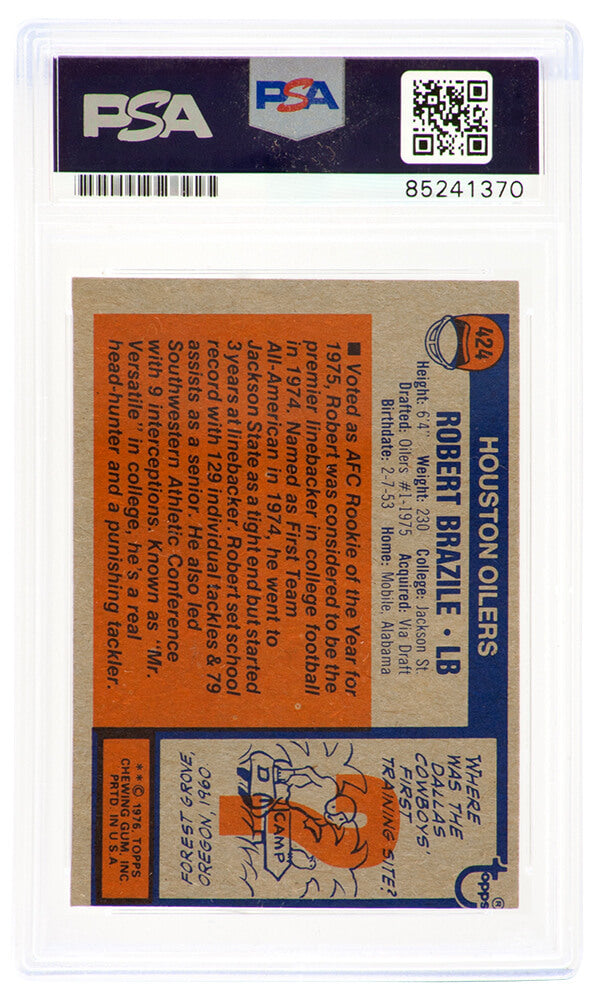 PSA
PSA
85241370
424
HOUSTON OILERS
ROBERT BRAZILE • LB
Height: 6'4" Weight: 230 College: Jackson St.
Drafted: Oilers #1-1975 Acquired: Via Draft
Birthdate: 2-7-53 Home: Mobile, Alabama
■ Voted as AFC Rookie of the Year for
1975, Robert was considered to be the
premier linebacker in college football
in 1974. Named as First Team
All-American in 1974, he went to
Jackson State as a tight end but started
3 years at linebacker. Robert set school
record with 129 individual tackles & 79
assists as a senior. He also led
Southwestern Athletic Conference
with 9 interceptions. Known as "Mr.
Versatile" in college, he's a real
head-hunter and a punishing tackler.
topps®
WHERE
WAS THE
DALLAS
COWBOYS'
FIRST
TRAINING SITE?
?
CAMP
D
FOREST GROVE,
OREGON, 1960
** © 1976, TOPPS
CHEWING GUM, INC.
PRTD. IN U.S.A.